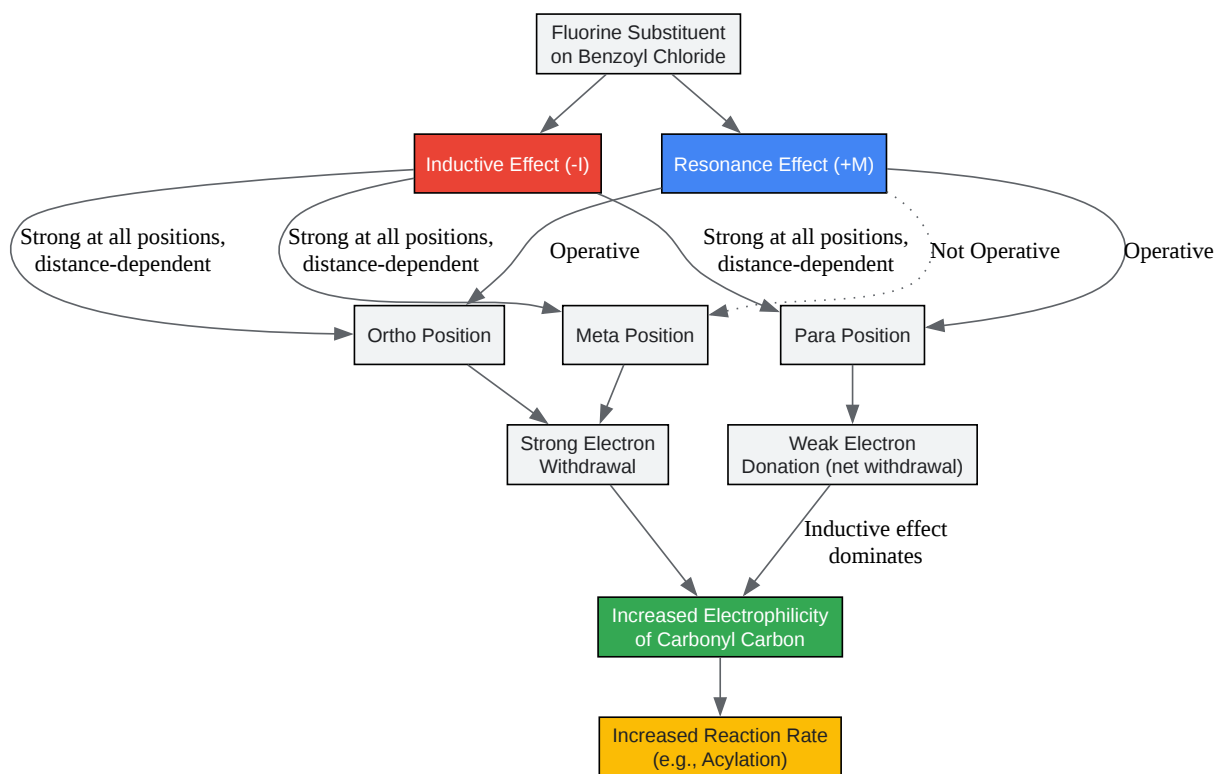 Fluorine Substituent
on Benzoyl Chloride
Inductive Effect (-I)
Resonance Effect (+M)
Strong at all positions,
distance-dependent
Strong at all positions,
distance-dependent
Operative
Strong at all positions,
distance-dependent
Not Operative
Operative
Ortho Position
Meta Position
Para Position
Strong Electron
Withdrawal
Weak Electron
Donation (net withdrawal)
Inductive effect
dominates
Increased Electrophilicity
of Carbonyl Carbon
Increased Reaction Rate
(e.g., Acylation)